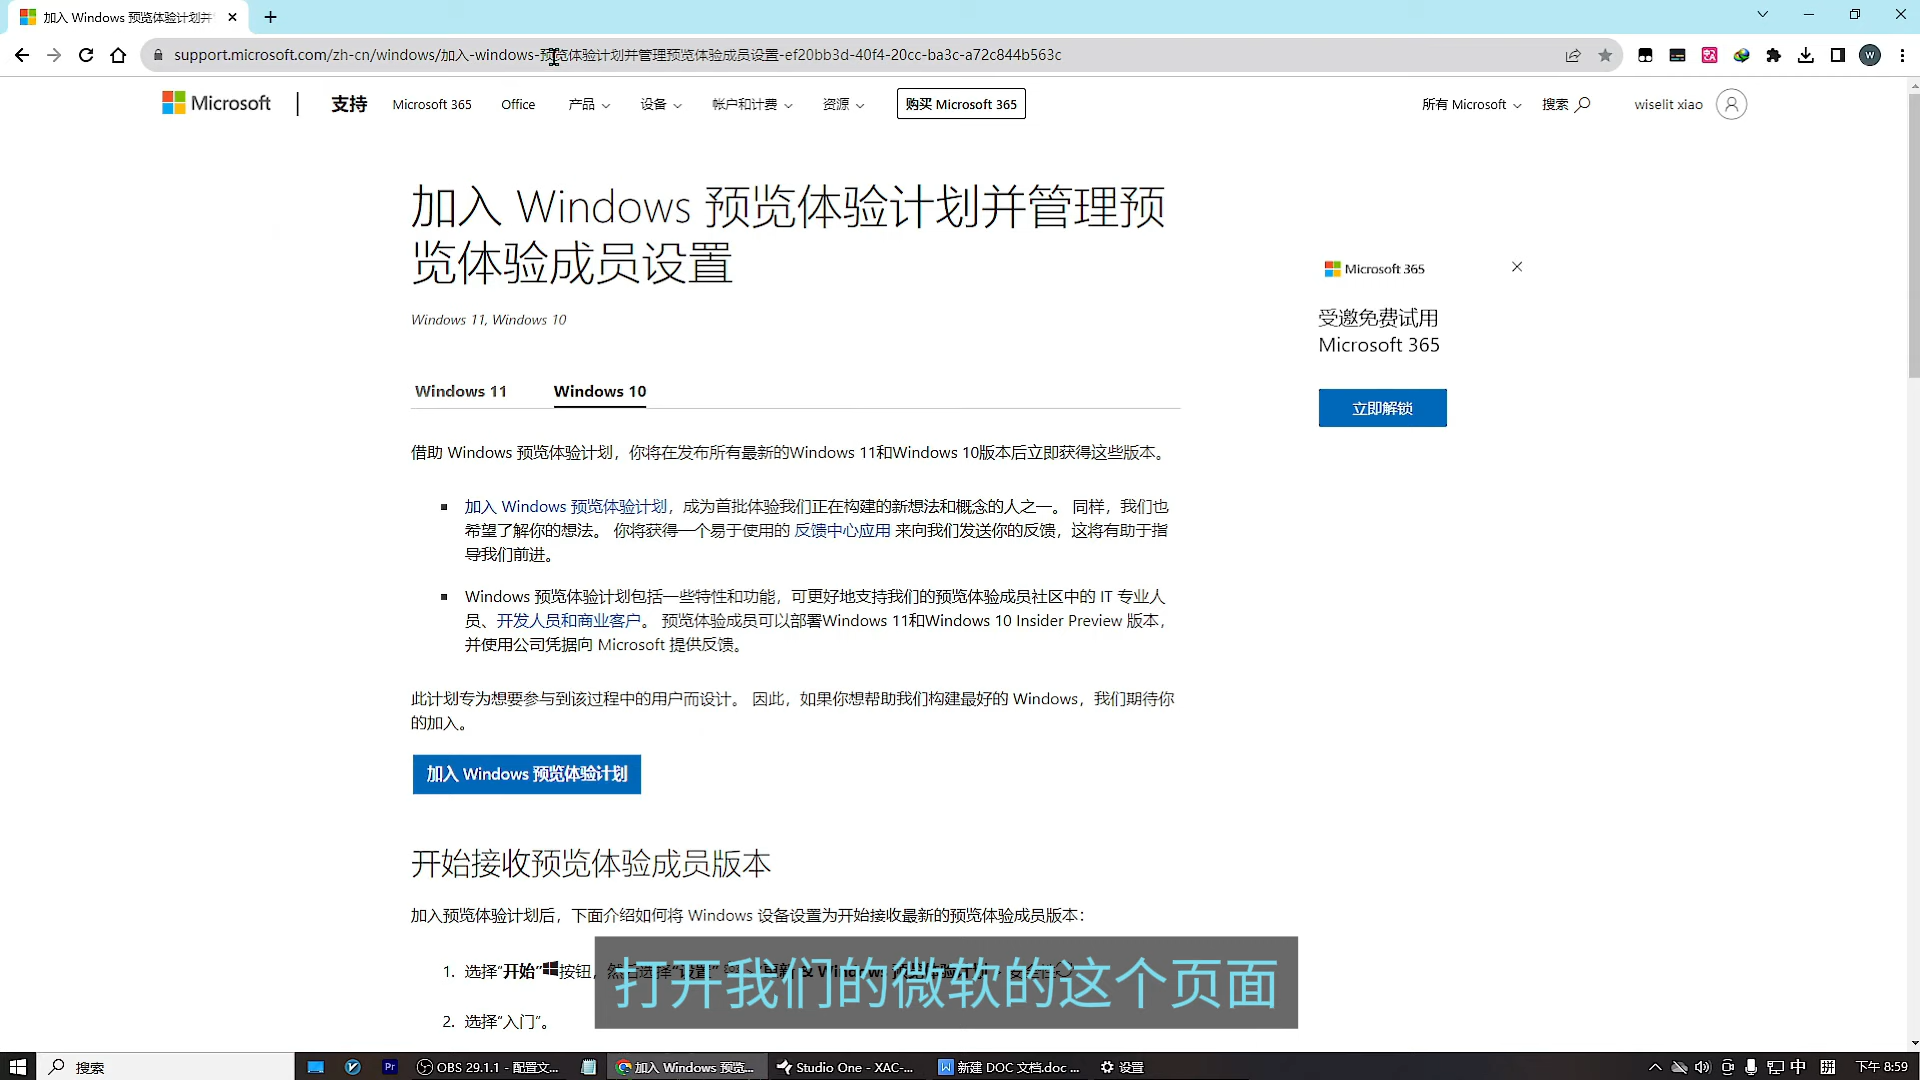 加入 Windows 预览体验计划并
support.microsoft.com/zh-cn/windows/加入-windows-预览体验计划并管理预览体验成员设置-ef20bb3d-40f4-20cc-ba3c-a72c844b563c
W
Microsoft
支持
Microsoft 365
Office
产品
设备
帐户和计费
资源
购买 Microsoft 365
所有 Microsoft
搜索
wiselit xiao
加入 Windows 预览体验计划并管理预
览体验成员设置
Windows 11, Windows 10
Microsoft 365
受邀免费试用
Microsoft 365
立即解锁
Windows 11
Windows 10
借助 Windows 预览体验计划，你将在发布所有最新的Windows 11和Windows 10版本后立即获得这些版本。
加入 Windows 预览体验计划，成为首批体验我们正在构建的新想法和概念的人之一。 同样，我们也
希望了解你的想法。 你将获得一个易于使用的 反馈中心应用 来向我们发送你的反馈，这将有助于指
导我们前进。
Windows 预览体验计划包括一些特性和功能，可更好地支持我们的预览体验成员社区中的 IT 专业人
员、开发人员和商业客户。 预览体验成员可以部署Windows 11和Windows 10 Insider Preview 版本，
并使用公司凭据向 Microsoft 提供反馈。
此计划专为想要参与到该过程中的用户而设计。 因此，如果你想帮助我们构建最好的 Windows，我们期待你
的加入。
加入 Windows 预览体验计划
开始接收预览体验成员版本
加入预览体验计划后，下面介绍如何将 Windows 设备设置为开始接收最新的预览体验成员版本：
1. 选择“开始”按钮，然后选择“设置”
打开我们的微软的这个页面
2. 选择“入门”。
搜索
Pr
OBS 29.1.1 - 配置文...
加入 Windows 预览...
Studio One - XAC-...
新建 DOC 文档.doc ...
设置
中
拼
下午 8:59